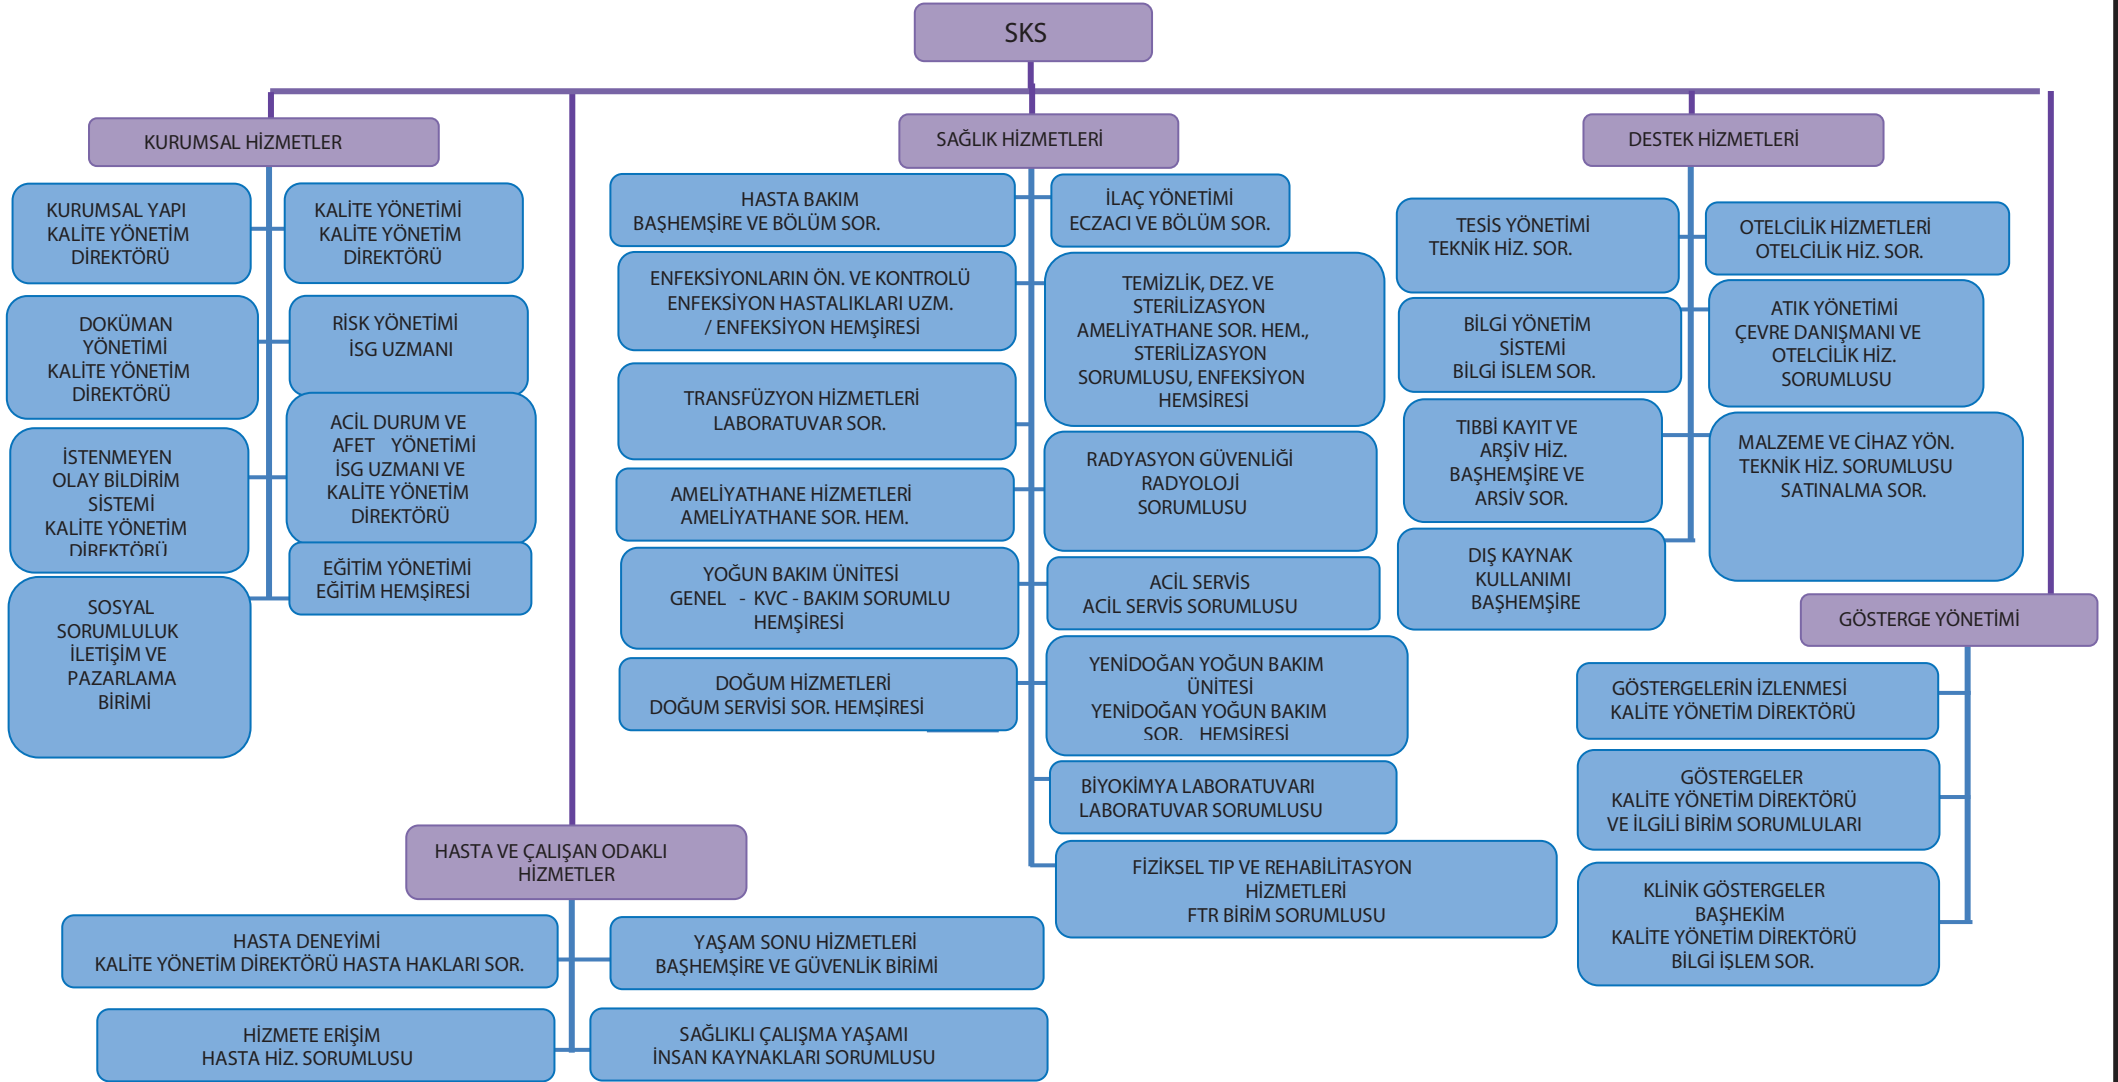 SKS
KURUMSAL HİZMETLER
KURUMSAL YAPI
KALİTE YÖNETİM
DİREKTÖRÜ
KALİTE YÖNETİMİ
KALİTE YÖNETİM
DİREKTÖRÜ
DOKÜMAN
YÖNETİMİ
KALİTE YÖNETİM
DİREKTÖRÜ
RİSK YÖNETİMİ
İSG UZMANI
İSTENMEYEN
OLAY BİLDİRİM
SİSTEMİ
KALİTE YÖNETİM
DİREKTÖRÜ
ACİL DURUM VE
AFET YÖNETİMİ
İSG UZMANI VE
KALİTE YÖNETİM
DİREKTÖRÜ
EĞİTİM YÖNETİMİ
EĞİTİM HEMŞİRESİ
SOSYAL
SORUMLULUK
İLETİŞİM VE
PAZARLAMA
BİRİMİ
HASTA VE ÇALIŞAN ODAKLI
HİZMETLER
HASTA DENEYİMİ
KALİTE YÖNETİM DİREKTÖRÜ HASTA HAKLARI SOR.
YAŞAM SONU HİZMETLERİ
BAŞHEMŞİRE VE GÜVENLİK BİRİMİ
HİZMETE ERİŞİM
HASTA HİZ. SORUMLUSU
SAĞLIKLI ÇALIŞMA YAŞAMI
İNSAN KAYNAKLARI SORUMLUSU
SAĞLIK HİZMETLERİ
HASTA BAKIM
BAŞHEMŞİRE VE BÖLÜM SOR.
İLAÇ YÖNETİMİ
ECZACI VE BÖLÜM SOR.
ENFEKSİYONLARIN ÖN. VE KONTROLÜ
ENFEKSİYON HASTALIKLARI UZM.
/ ENFEKSİYON HEMŞİRESİ
TEMİZLİK, DEZ. VE
STERİLİZASYON
AMELİYATHANE SOR. HEM.,
STERİLİZASYON
SORUMLUSU, ENFEKSİYON
HEMŞİRESİ
TRANSFÜZYON HİZMETLERİ
LABORATUVAR SOR.
RADYASYON GÜVENLİĞİ
RADYOLOJİ
SORUMLUSU
AMELİYATHANE HİZMETLERİ
AMELİYATHANE SOR. HEM.
YOĞUN BAKIM ÜNİTESİ
GENEL - KVC - BAKIM SORUMLU
HEMŞİRESİ
ACİL SERVİS
ACİL SERVİS SORUMLUSU
DOĞUM HİZMETLERİ
DOĞUM SERVİSİ SOR. HEMŞİRESİ
YENİDOĞAN YOĞUN BAKIM
ÜNİTESİ
YENİDOĞAN YOĞUN BAKIM
SOR. HEMŞİRESİ
BİYOKİMYA LABORATUVARI
LABORATUVAR SORUMLUSU
FİZİKSEL TIP VE REHABİLİTASYON
HİZMETLERİ
FTR BİRİM SORUMLUSU
DESTEK HİZMETLERİ
TESİS YÖNETİMİ
TEKNİK HİZ. SOR.
OTELCİLİK HİZMETLERİ
OTELCİLİK HİZ. SOR.
BİLGİ YÖNETİM
SİSTEMİ
BİLGİ İŞLEM SOR.
ATIK YÖNETİMİ
ÇEVRE DANIŞMANI VE
OTELCİLİK HİZ.
SORUMLUSU
TIBBİ KAYIT VE
ARŞİV HİZ.
BAŞHEMŞİRE VE
ARŞİV SOR.
MALZEME VE CİHAZ YÖN.
TEKNİK HİZ. SORUMLUSU
SATINALMA SOR.
DIŞ KAYNAK
KULLANIMI
BAŞHEMŞİRE
GÖSTERGE YÖNETİMİ
GÖSTERGELERİN İZLENMESİ
KALİTE YÖNETİM DİREKTÖRÜ
GÖSTERGELER
KALİTE YÖNETİM DİREKTÖRÜ
VE İLGİLİ BİRİM SORUMLULARI
KLİNİK GÖSTERGELER
BAŞHEKİM
KALİTE YÖNETİM DİREKTÖRÜ
BİLGİ İŞLEM SOR.